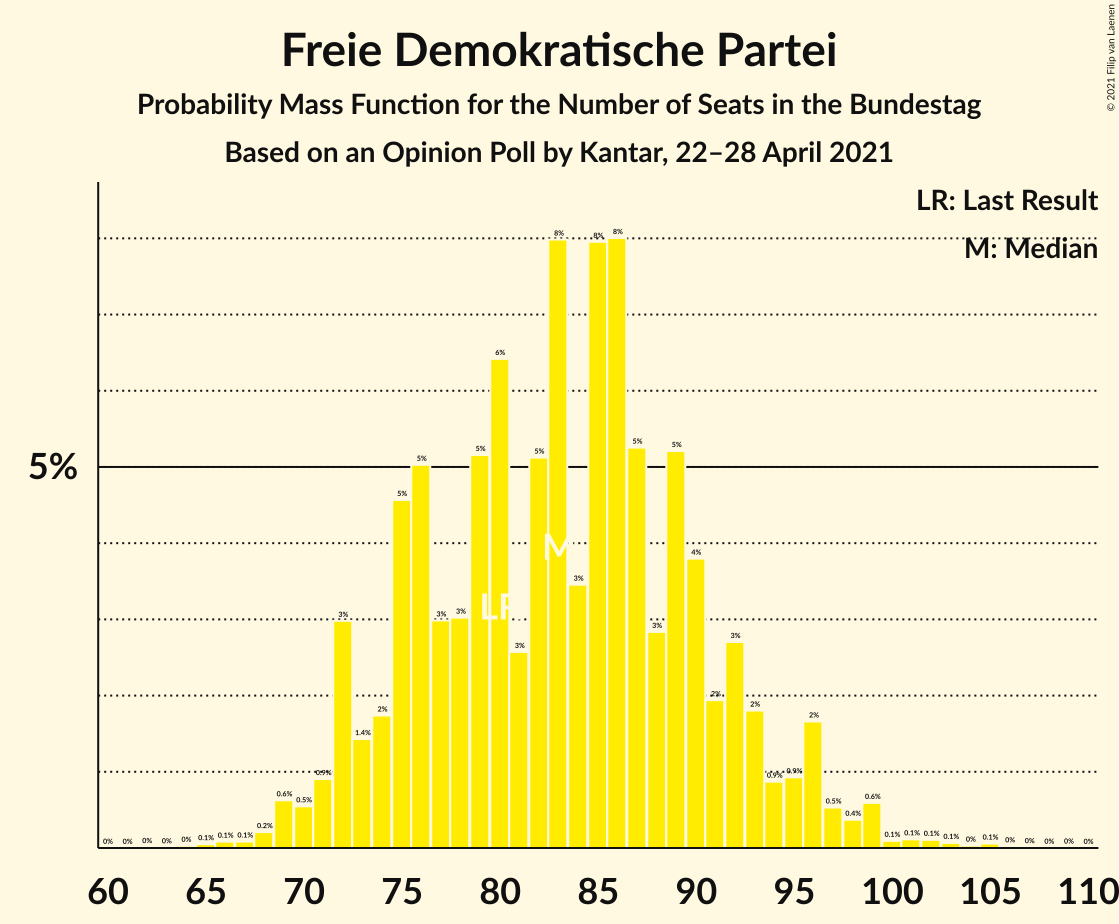 Freie Demokratische Partei
Probability Mass Function for the Number of Seats in the Bundestag
Based on an Opinion Poll by Kantar, 22–28 April 2021
© 2021 Filip van Laenen
LR: Last Result
M: Median
5%
0% 0% 0% 0% 0% 0.1% 0.1% 0.1% 0.2% 0.6% 0.5% 0.9% 3% 1.4% 2% 5% 5% 3% 3% 5% 6% 3% 5% 8% 3% 8% 8% 5% 3% 5% 4% 2% 3% 2% 0.9% 0.9% 2% 0.5% 0.4% 0.6% 0.1% 0.1% 0.1% 0.1% 0% 0.1% 0% 0% 0% 0% 0%
M
LR
60 65 70 75 80 85 90 95 100 105 110